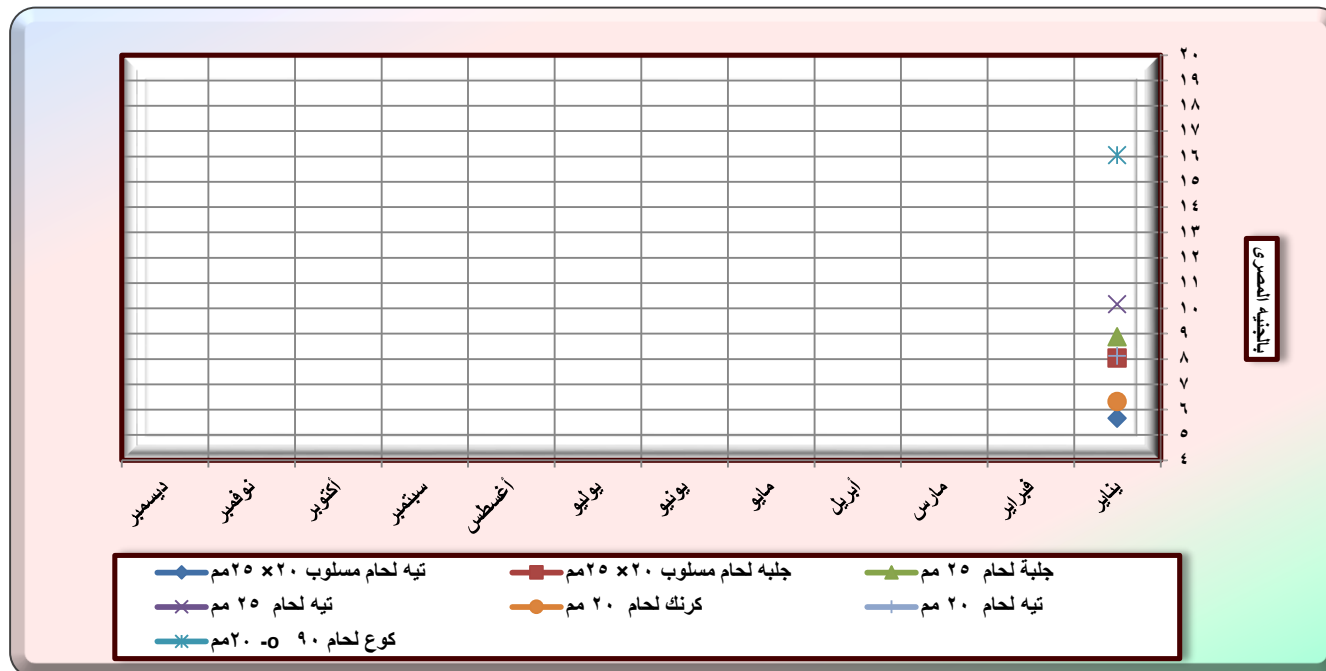 ٢٠
١٩
١٨
١٧
١٦
١٥
١٤
١٣
١٢
١١
١٠
٩
٨
٧
٦
٥
٤
بالجنيه المصرى
يناير
فبراير
مارس
أبريل
مايو
يونيو
يوليو
أغسطس
سبتمبر
أكتوبر
نوفمبر
ديسمبر
جلبة لحام ٢٥ مم
جلبه لحام مسلوب ٢٠× ٢٥مم
تيه لحام مسلوب ٢٠× ٢٥مم
تيه لحام ٢٠ مم
كرنك لحام ٢٠ مم
تيه لحام ٢٥ مم
كوع لحام ٩٠ o- ٢٠مم